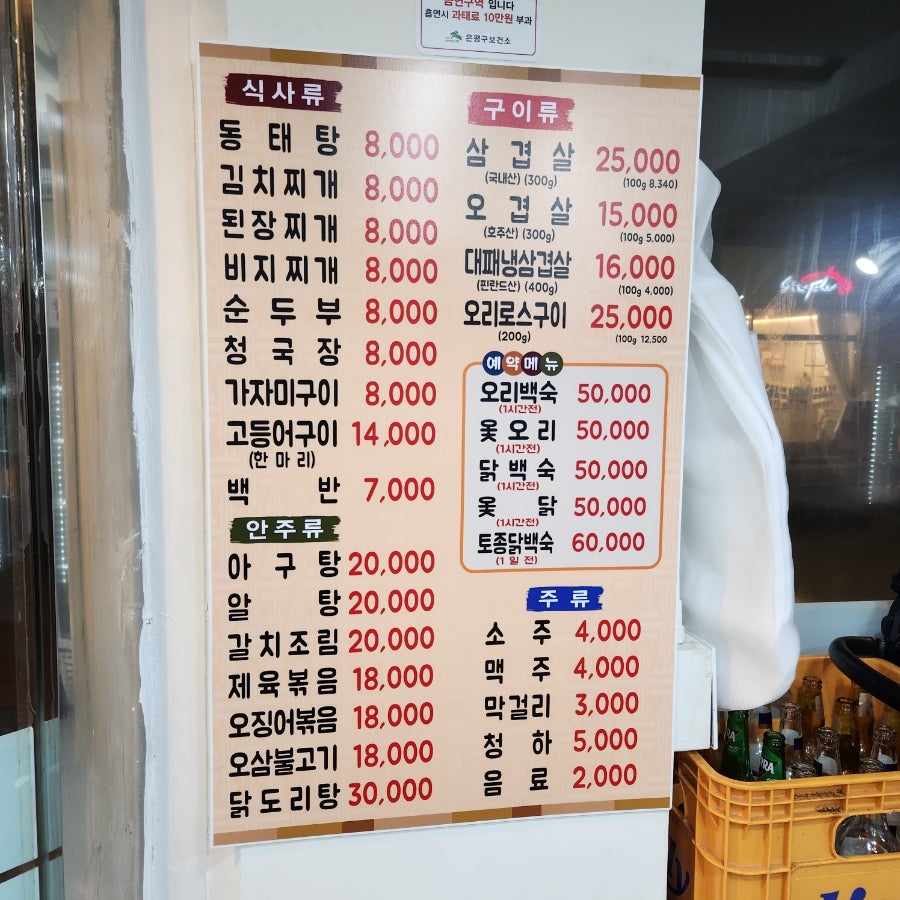 금연구역 입니다
흡연시 과태료 10만원 부과
은평구보건소
식사류
동태탕 8,000
김치찌개 8,000
된장찌개 8,000
비지찌개 8,000
순두부 8,000
청국장 8,000
가자미구이 8,000
고등어구이 14,000
(한마리)
백반 7,000
안주류
아구탕 20,000
알탕 20,000
갈치조림 20,000
제육볶음 18,000
오징어볶음 18,000
오삼불고기 18,000
닭도리탕 30,000
구이류
삼겹살 25,000
(국내산) (300g) (100g 8,340)
오겹살 15,000
(호주산) (300g) (100g 5.000)
대패냉삼겹살 16,000
(핀란드산) (400g) (100g 4,000)
오리로스구이 25,000
(200g) (100g 12,500
예약메뉴
오리백숙 50,000
(1시간전)
옻오리 50,000
(1시간전)
닭백숙 50,000
(1시간전)
옻닭 50,000
(1시간전)
토종닭백숙 60,000
(1일전)
주류
소주 4,000
맥주 4,000
막걸리 3,000
청하 5,000
음료 2,000